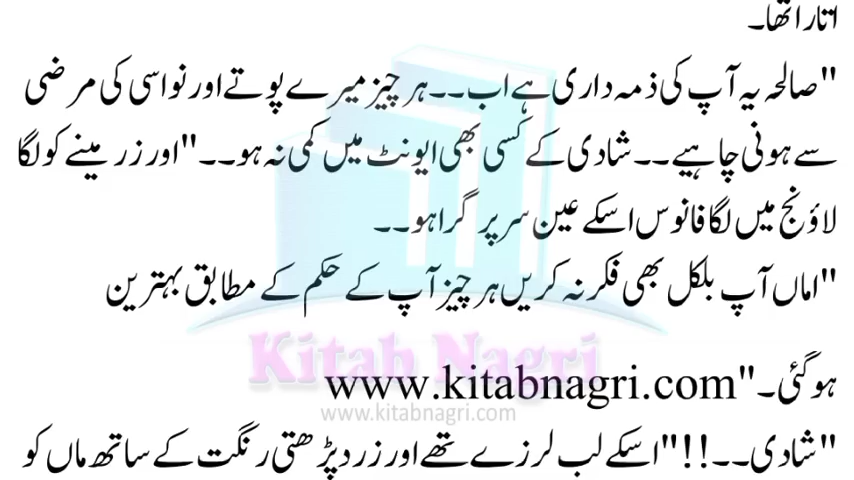 اتارا تھا۔
"صالحہ یہ آپ کی ذمہ داری ہے اب۔۔ ہر چیز میرے پوتے اور نواسی کی مرضی
سے ہونی چاہیے۔۔ شادی کے کسی بھی ایونٹ میں کمی نہ ہو۔۔" اور زرمینے کو لگا
لاؤنج میں لگا فانوس اسکے عین سر پر گرا ہو۔۔
"اماں آپ بلکل بھی فکر نہ کریں ہر چیز آپ کے حکم کے مطابق بہترین
Kitab Nagri
ہو گئی۔" www.kitabnagri.com
www.kitabnagri.com
"شادی۔۔!!" اسکے لب لرزے تھے اور زرد پڑھتی رنگت کے ساتھ ماں کو